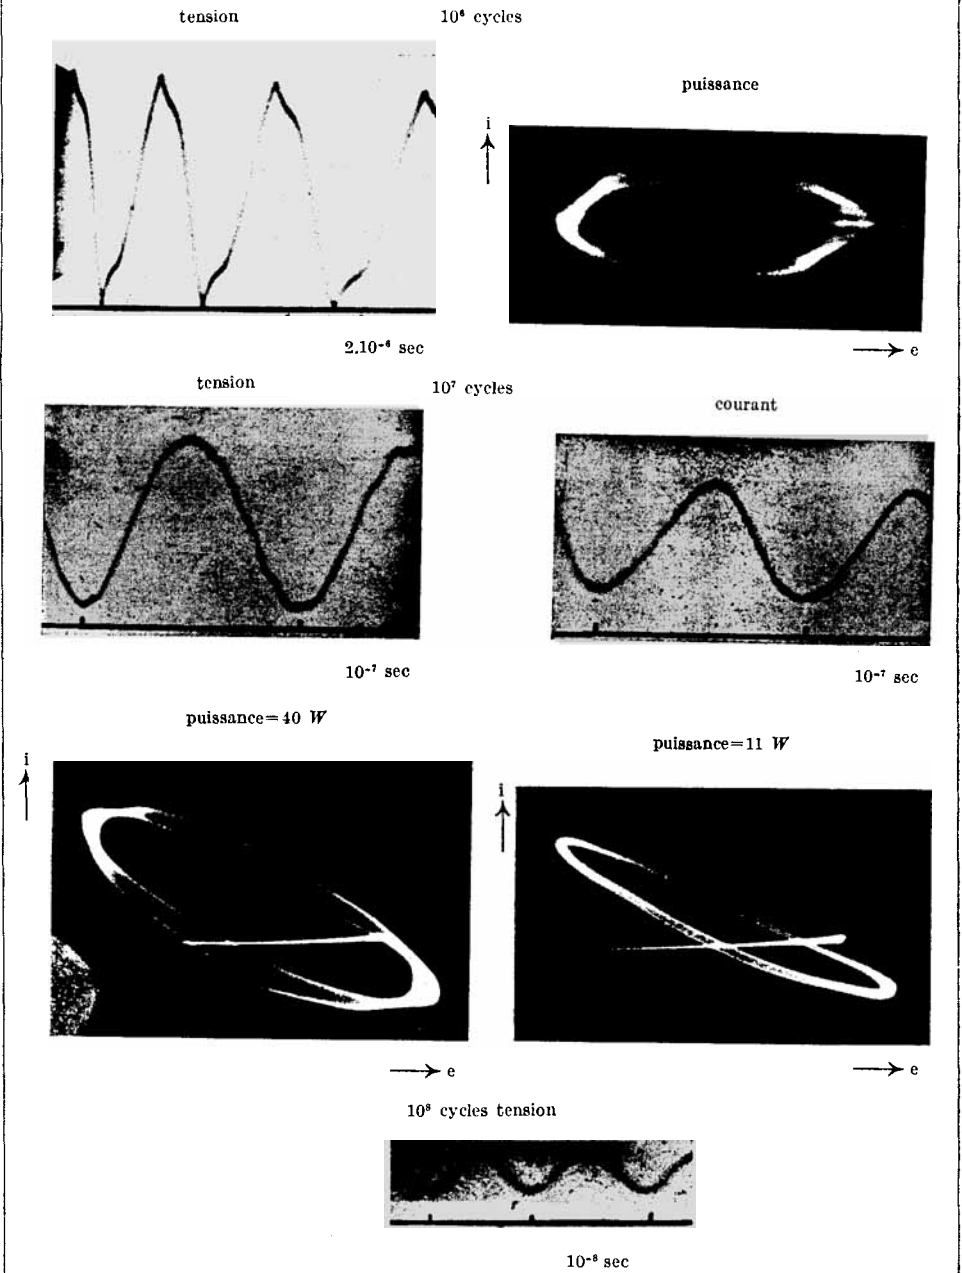 tension 10⁶ cycles
puissance
i
2.10⁻⁶ sec
e
tension 10⁷ cycles
courant
10⁻⁷ sec
10⁻⁷ sec
puissance=40 W
puissance=11 W
i
i
e
e
10⁸ cycles tension
10⁻⁸ sec